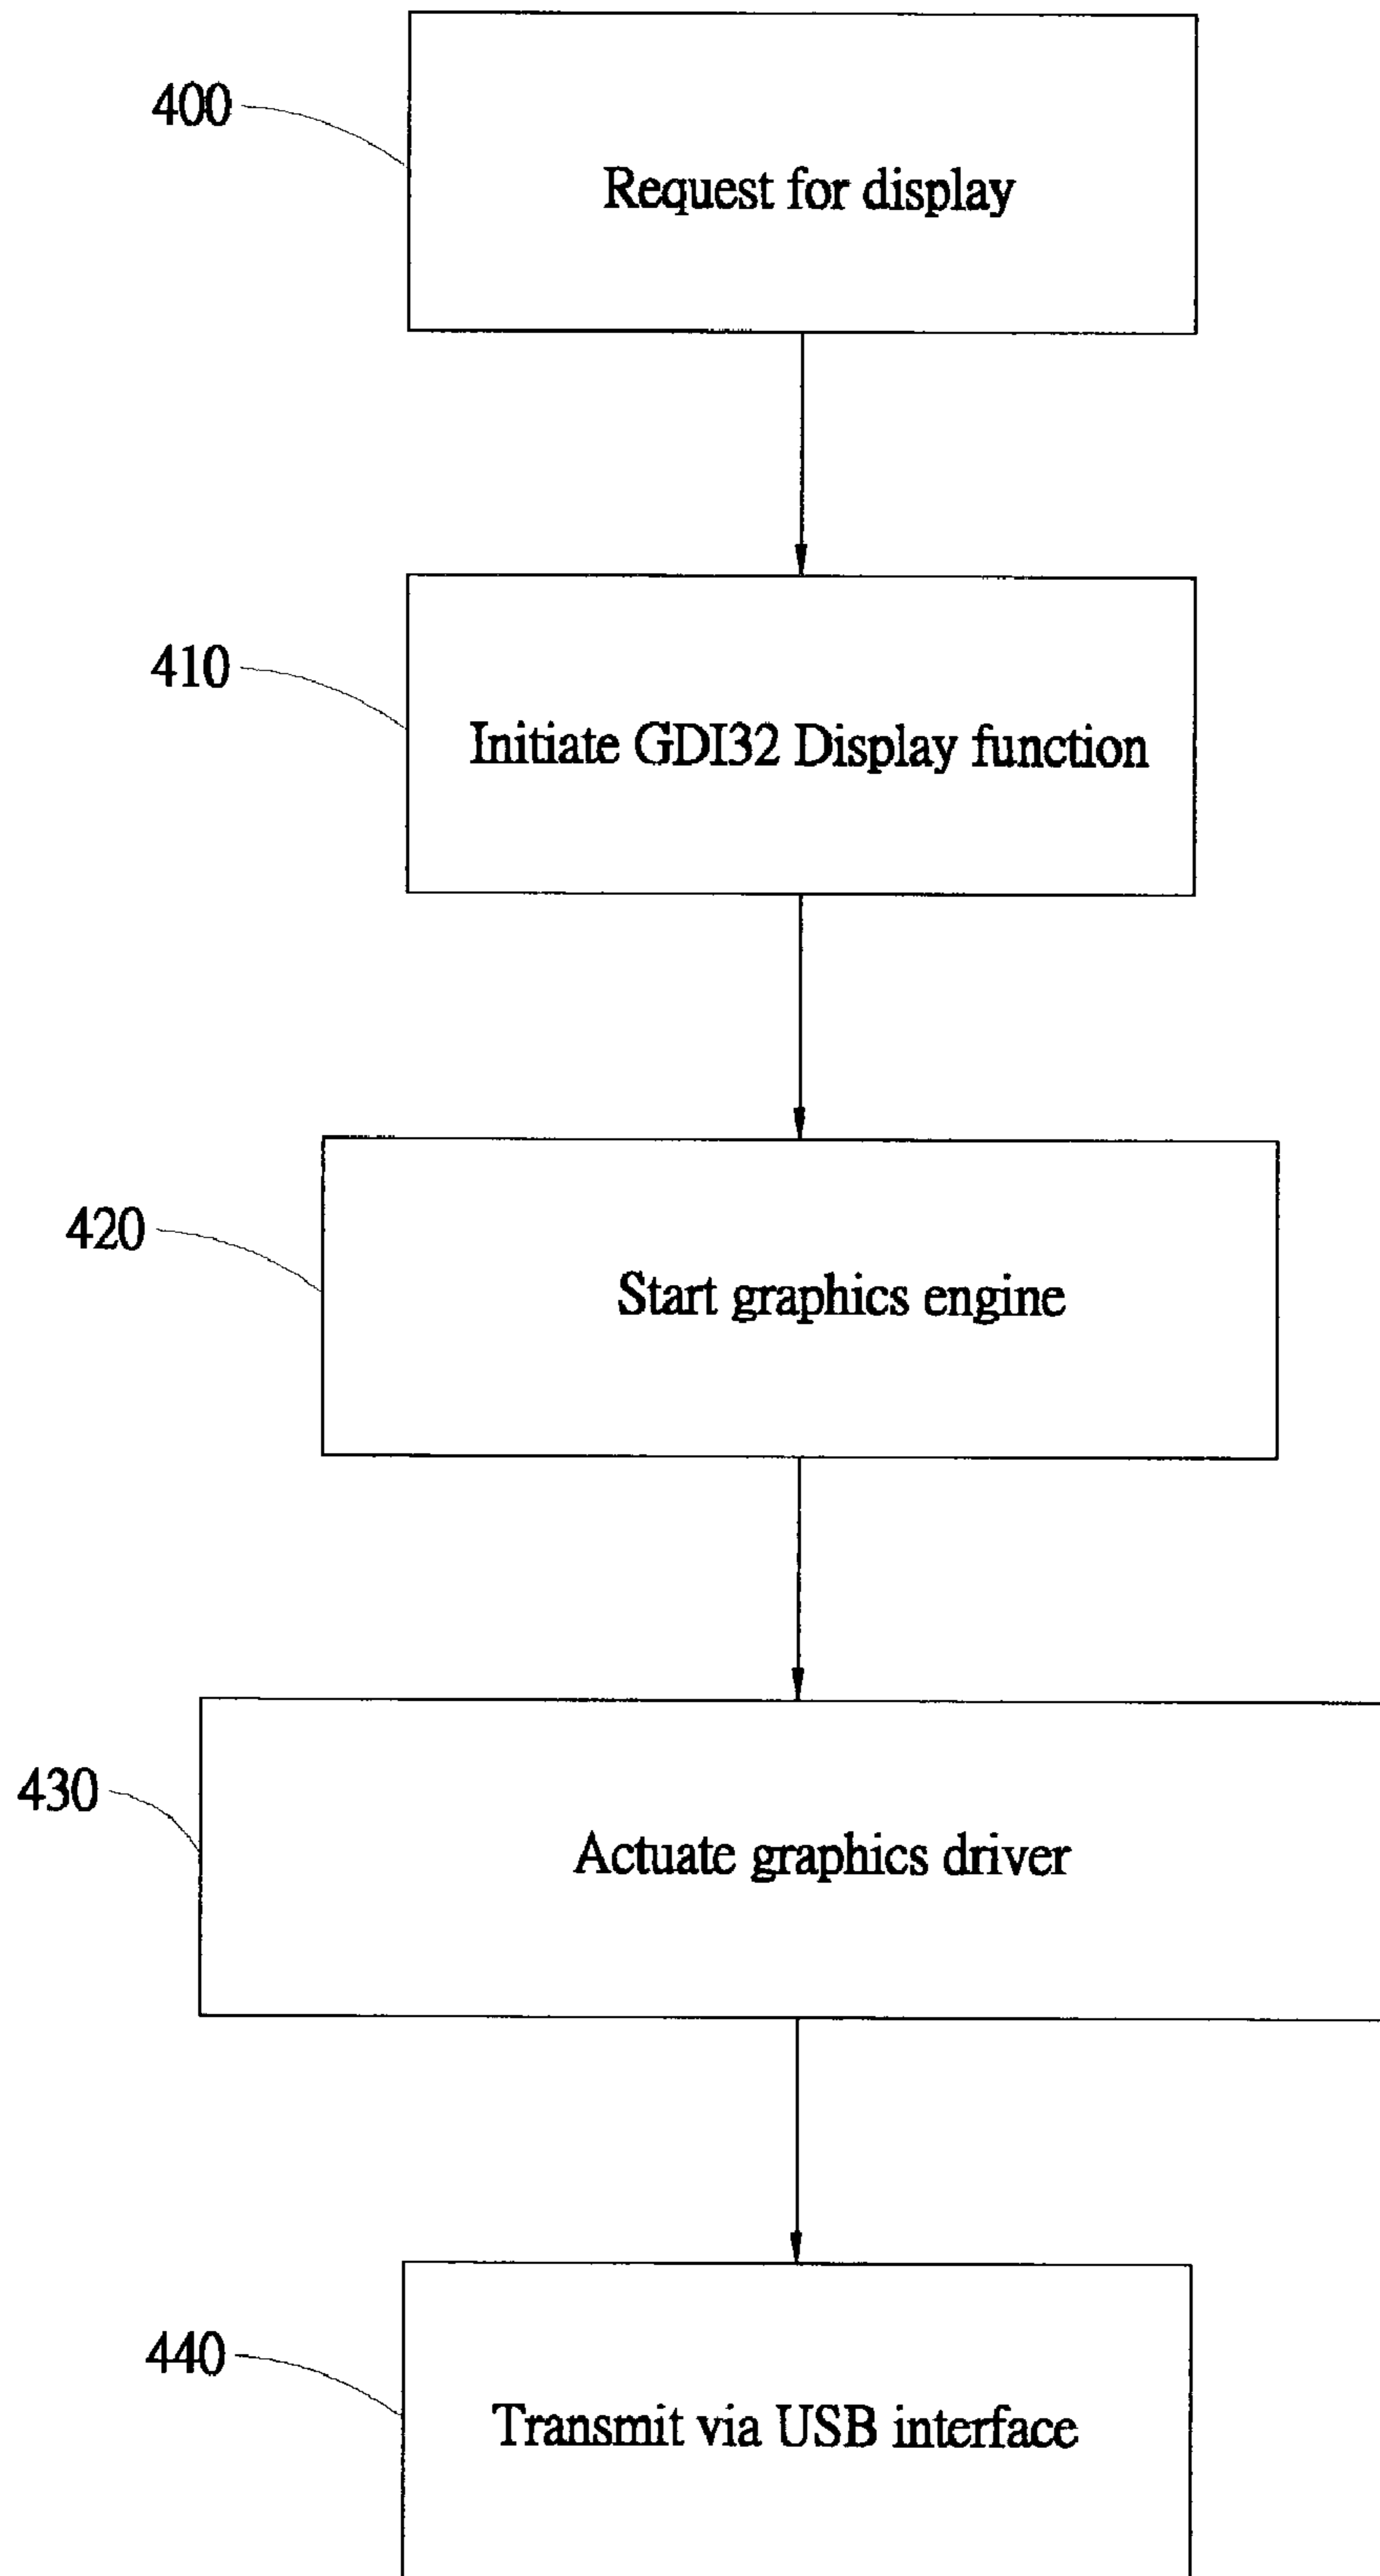 400
Request for display
410
Initiate GDI32 Display function
420
Start graphics engine
430
Actuate graphics driver
440
Transmit via USB interface